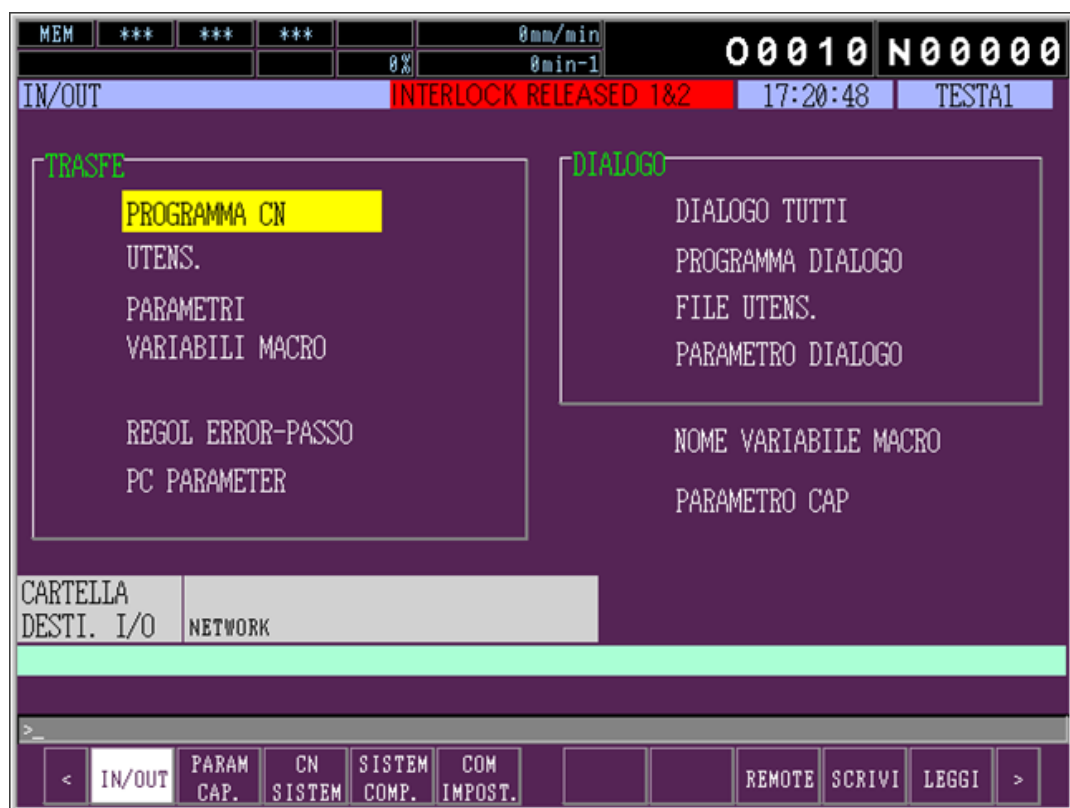 MEM *** *** *** 0mm/min
0% 0min-1
O0010 N00000
IN/OUT INTERLOCK RELEASED 1&2 17:20:48 TESTA1
TRASFE
PROGRAMMA CN
UTENS.
PARAMETRI
VARIABILI MACRO
REGOL ERROR-PASSO
PC PARAMETER
DIALOGO
DIALOGO TUTTI
PROGRAMMA DIALOGO
FILE UTENS.
PARAMETRO DIALOGO
NOME VARIABILE MACRO
PARAMETRO CAP
CARTELLA
DESTI. I/O
NETWORK
>_
< IN/OUT
PARAM
CAP.
CN
SISTEM
SISTEM
COMP.
COM
IMPOST.
REMOTE SCRIVI LEGGI >